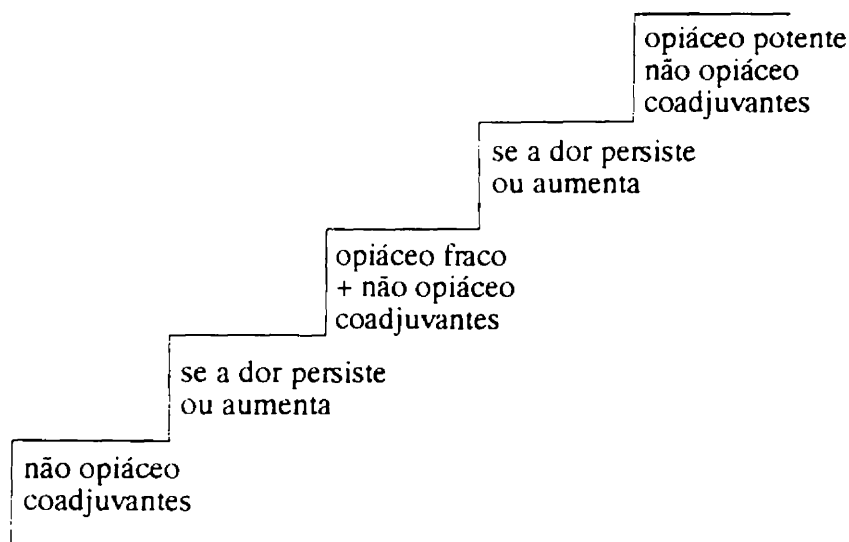 opiáceo potente
não opiáceo
coadjuvantes
se a dor persiste
ou aumenta
opiáceo fraco
+ não opiáceo
coadjuvantes
se a dor persiste
ou aumenta
não opiáceo
coadjuvantes